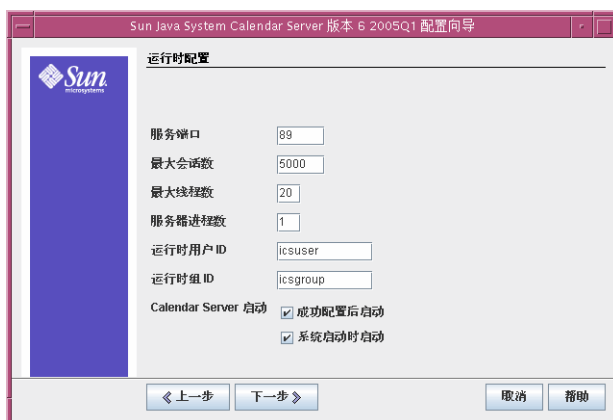 Sun Java System Calendar Server 版本 6 2005Q1 配置向导
Sun
microsystems
运行时配置
服务端口 89
最大会话数 5000
最大线程数 20
服务器进程数 1
运行时用户 ID icsuser
运行时组 ID icsgroup
Calendar Server 启动 成功配置后启动
系统启动时启动
上一步 下一步 取消 帮助